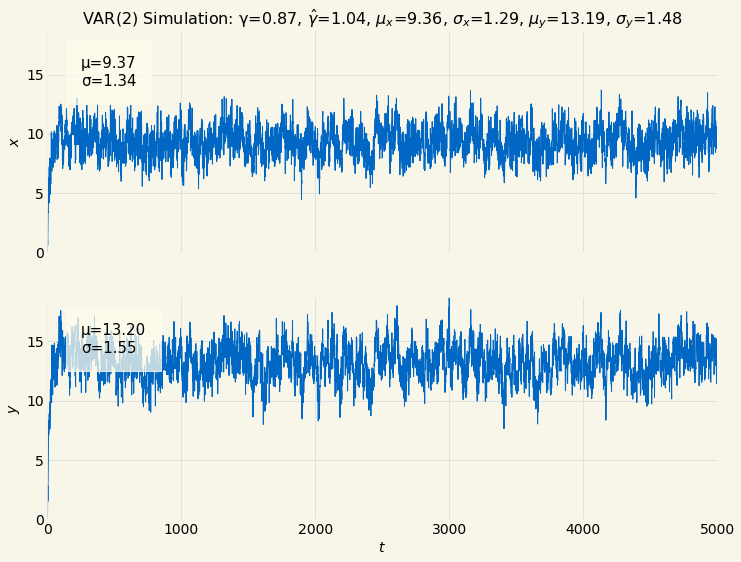 VAR(2) Simulation: γ=0.87, γ̂=1.04, μₓ=9.36, σₓ=1.29, μ_y=13.19, σ_y=1.48
μ=9.37
σ=1.34
15
10
5
0
x
μ=13.20
σ=1.55
15
10
5
0
y
0 1000 2000 3000 4000 5000
t